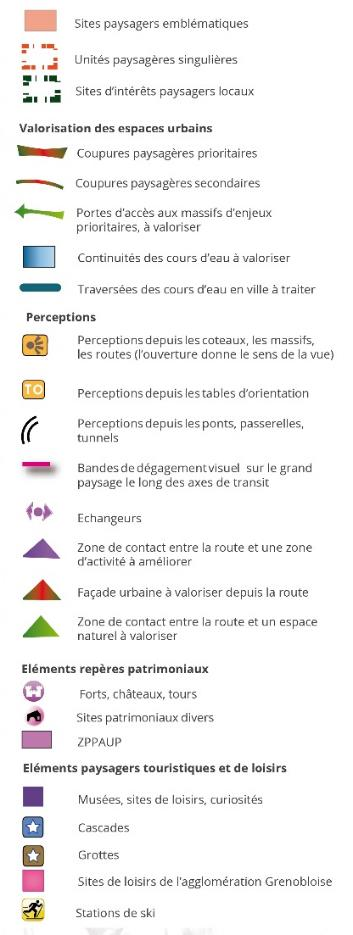 Sites paysagers emblématiques
Unités paysagères singulières
Sites d'intérêts paysagers locaux
Valorisation des espaces urbains
Coupures paysagères prioritaires
Coupures paysagères secondaires
Portes d'accès aux massifs d'enjeux
prioritaires, à valoriser
Continuités des cours d'eau à valoriser
Traversées des cours d'eau en ville à traiter
Perceptions
Perceptions depuis les coteaux, les massifs,
les routes (l'ouverture donne le sens de la vue)
TO
Perceptions depuis les tables d'orientation
Perceptions depuis les ponts, passerelles,
tunnels
Bandes de dégagement visuel sur le grand
paysage le long des axes de transit
Echangeurs
Zone de contact entre la route et une zone
d'activité à améliorer
Façade urbaine à valoriser depuis la route
Zone de contact entre la route et un espace
naturel à valoriser
Eléments repères patrimoniaux
Forts, châteaux, tours
Sites patrimoniaux divers
ZPPAUP
Eléments paysagers touristiques et de loisirs
Musées, sites de loisirs, curiosités
Cascades
Grottes
Sites de loisirs de l'agglomération Grenobloise
Stations de ski